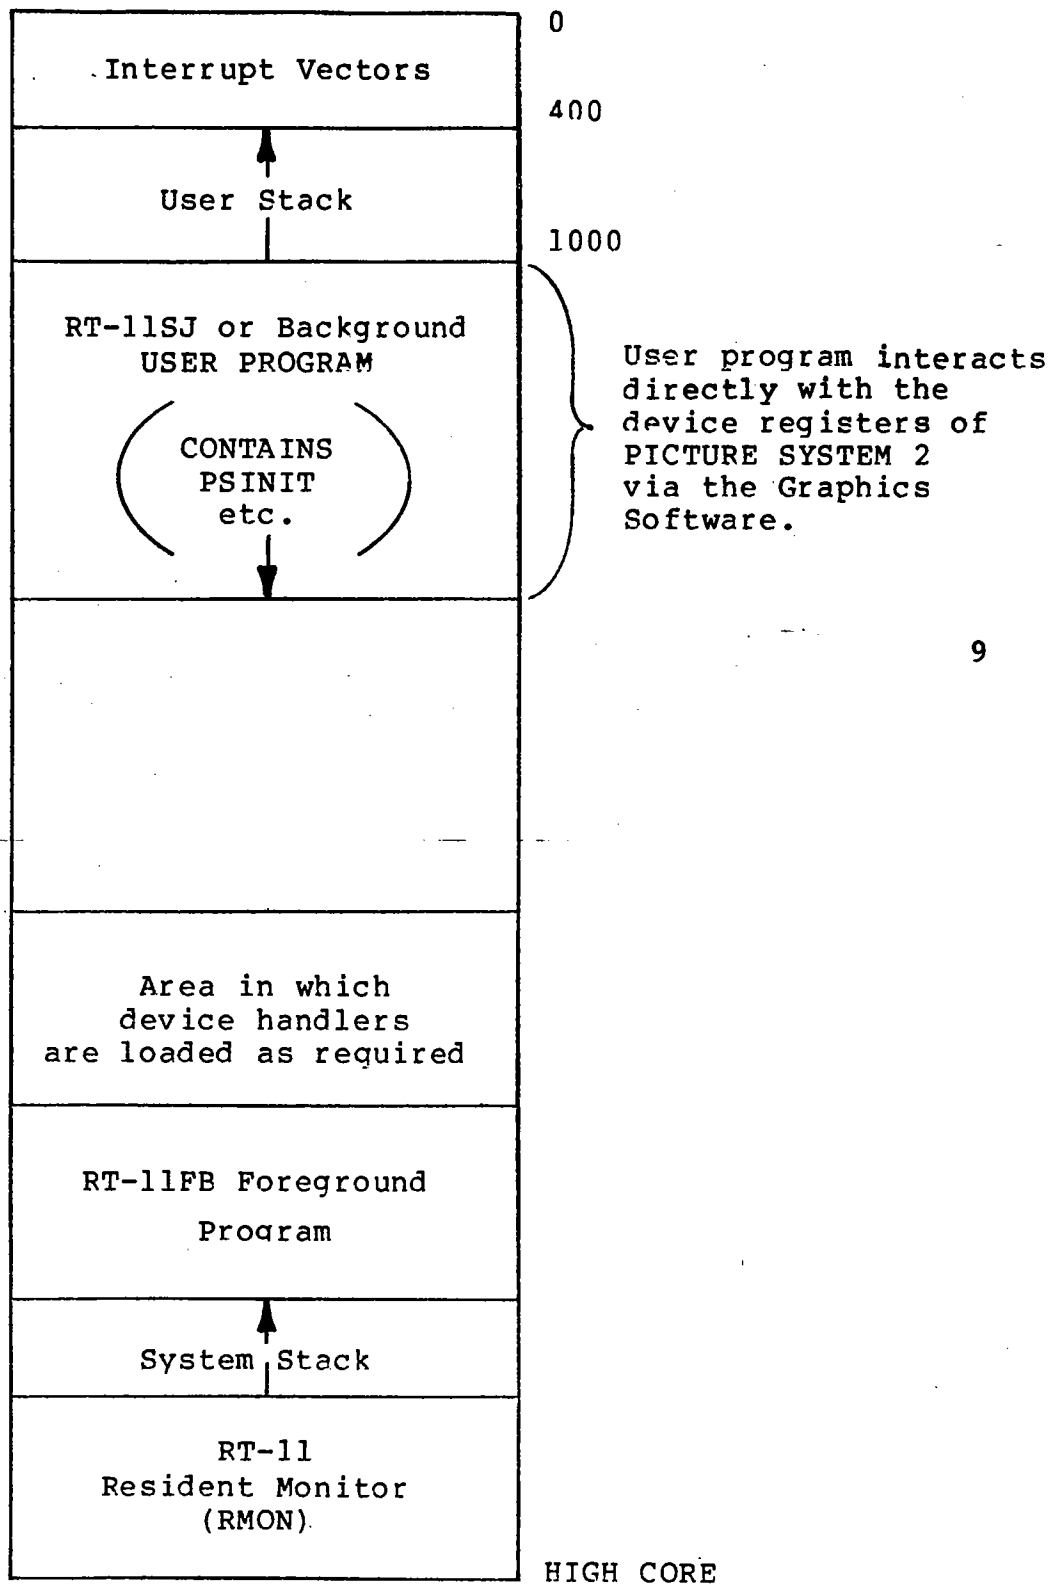 0
Interrupt Vectors
400
User Stack
1000
RT-11SJ or Background
USER PROGRAM
CONTAINS
PSINIT
etc.
User program interacts
directly with the
device registers of
PICTURE SYSTEM 2
via the Graphics
Software.
9
Area in which
device handlers
are loaded as required
RT-11FB Foreground
Program
System Stack
RT-11
Resident Monitor
(RMON)
HIGH CORE